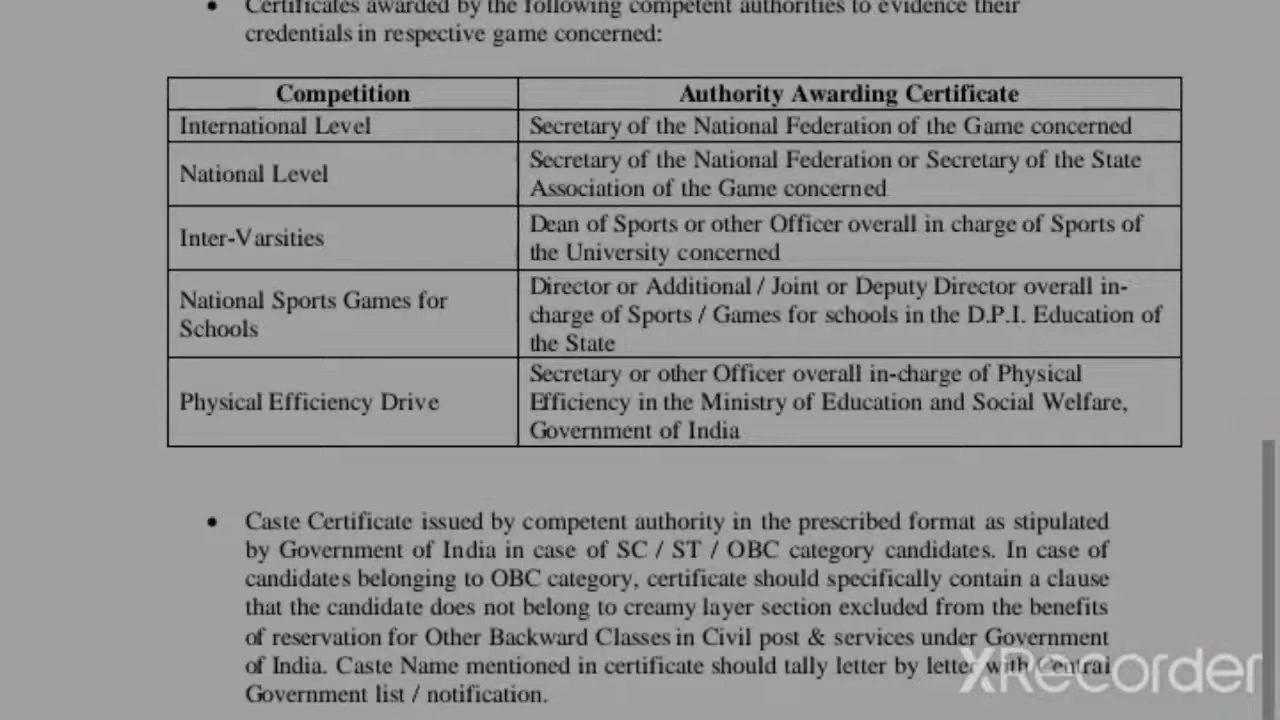 • Certificates awarded by the following competent authorities to evidence their
credentials in respective game concerned:
Competition
Authority Awarding Certificate
International Level
Secretary of the National Federation of the Game concerned
National Level
Secretary of the National Federation or Secretary of the State
Association of the Game concerned
Inter-Varsities
Dean of Sports or other Officer overall in charge of Sports of
the University concerned
National Sports Games for
Schools
Director or Additional / Joint or Deputy Director overall in-
charge of Sports / Games for schools in the D.P.I. Education of
the State
Physical Efficiency Drive
Secretary or other Officer overall in-charge of Physical
Efficiency in the Ministry of Education and Social Welfare,
Government of India
• Caste Certificate issued by competent authority in the prescribed format as stipulated
by Government of India in case of SC / ST / OBC category candidates. In case of
candidates belonging to OBC category, certificate should specifically contain a clause
that the candidate does not belong to creamy layer section excluded from the benefits
of reservation for Other Backward Classes in Civil post & services under Government
of India. Caste Name mentioned in certificate should tally letter by letter with Central
Government list / notification.
XRecorder